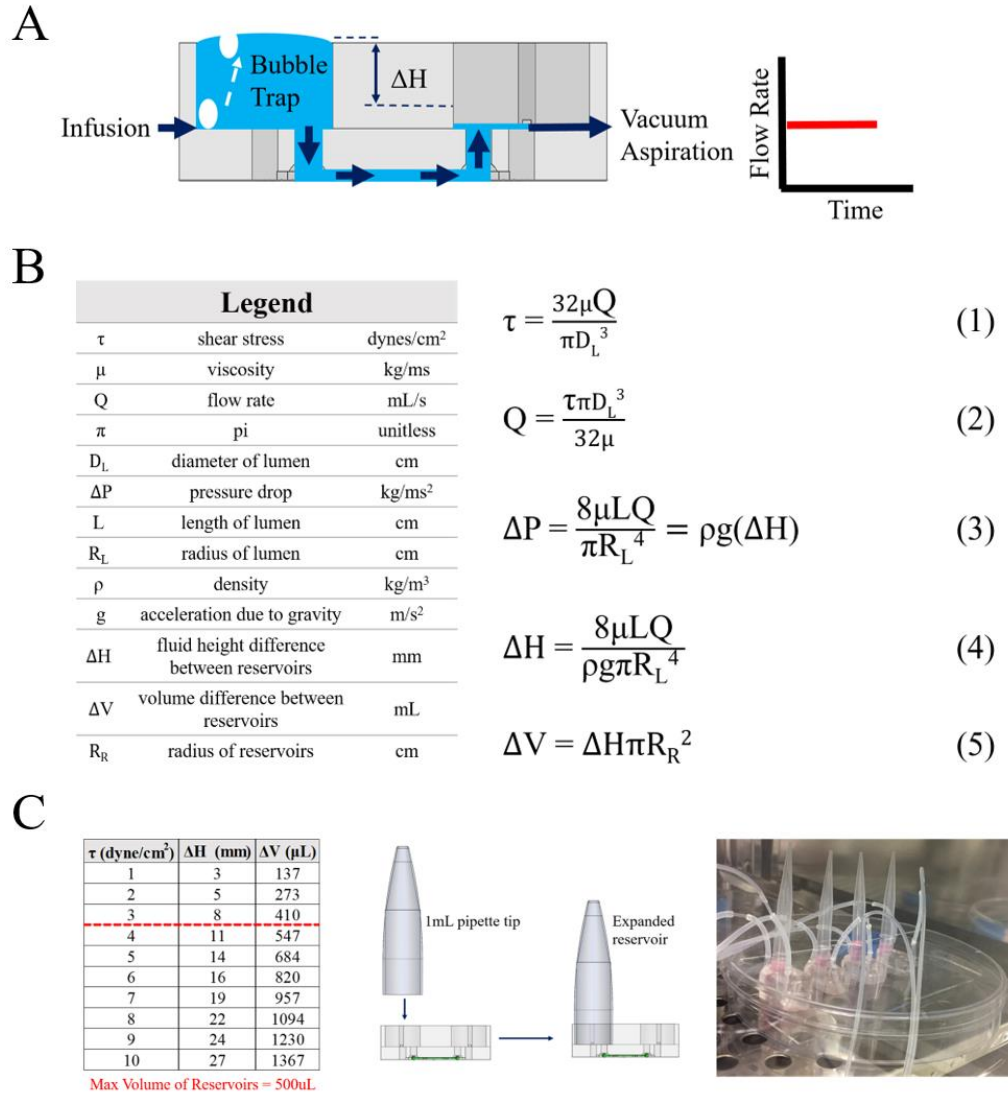 A
Bubble
Trap
ΔH
Infusion
Vacuum
Aspiration
Flow Rate
Time
B
Legend
τ shear stress dynes/cm²
μ viscosity kg/ms
Q flow rate mL/s
π pi unitless
D_L diameter of lumen cm
ΔP pressure drop kg/ms²
L length of lumen cm
R_L radius of lumen cm
ρ density kg/m³
g acceleration due to gravity m/s²
ΔH fluid height difference
between reservoirs mm
ΔV volume difference between
reservoirs mL
R_R radius of reservoirs cm
τ = 32μQ / πD_L³ (1)
Q = τπD_L³ / 32μ (2)
ΔP = 8μLQ / πR_L⁴ = ρg(ΔH) (3)
ΔH = 8μLQ / ρgπR_L⁴ (4)
ΔV = ΔHπR_R² (5)
C
τ (dyne/cm²) ΔH (mm) ΔV (μL)
1 3 137
2 5 273
3 8 410
4 11 547
5 14 684
6 16 820
7 19 957
8 22 1094
9 24 1230
10 27 1367
Max Volume of Reservoirs = 500uL
1mL pipette tip
Expanded
reservoir